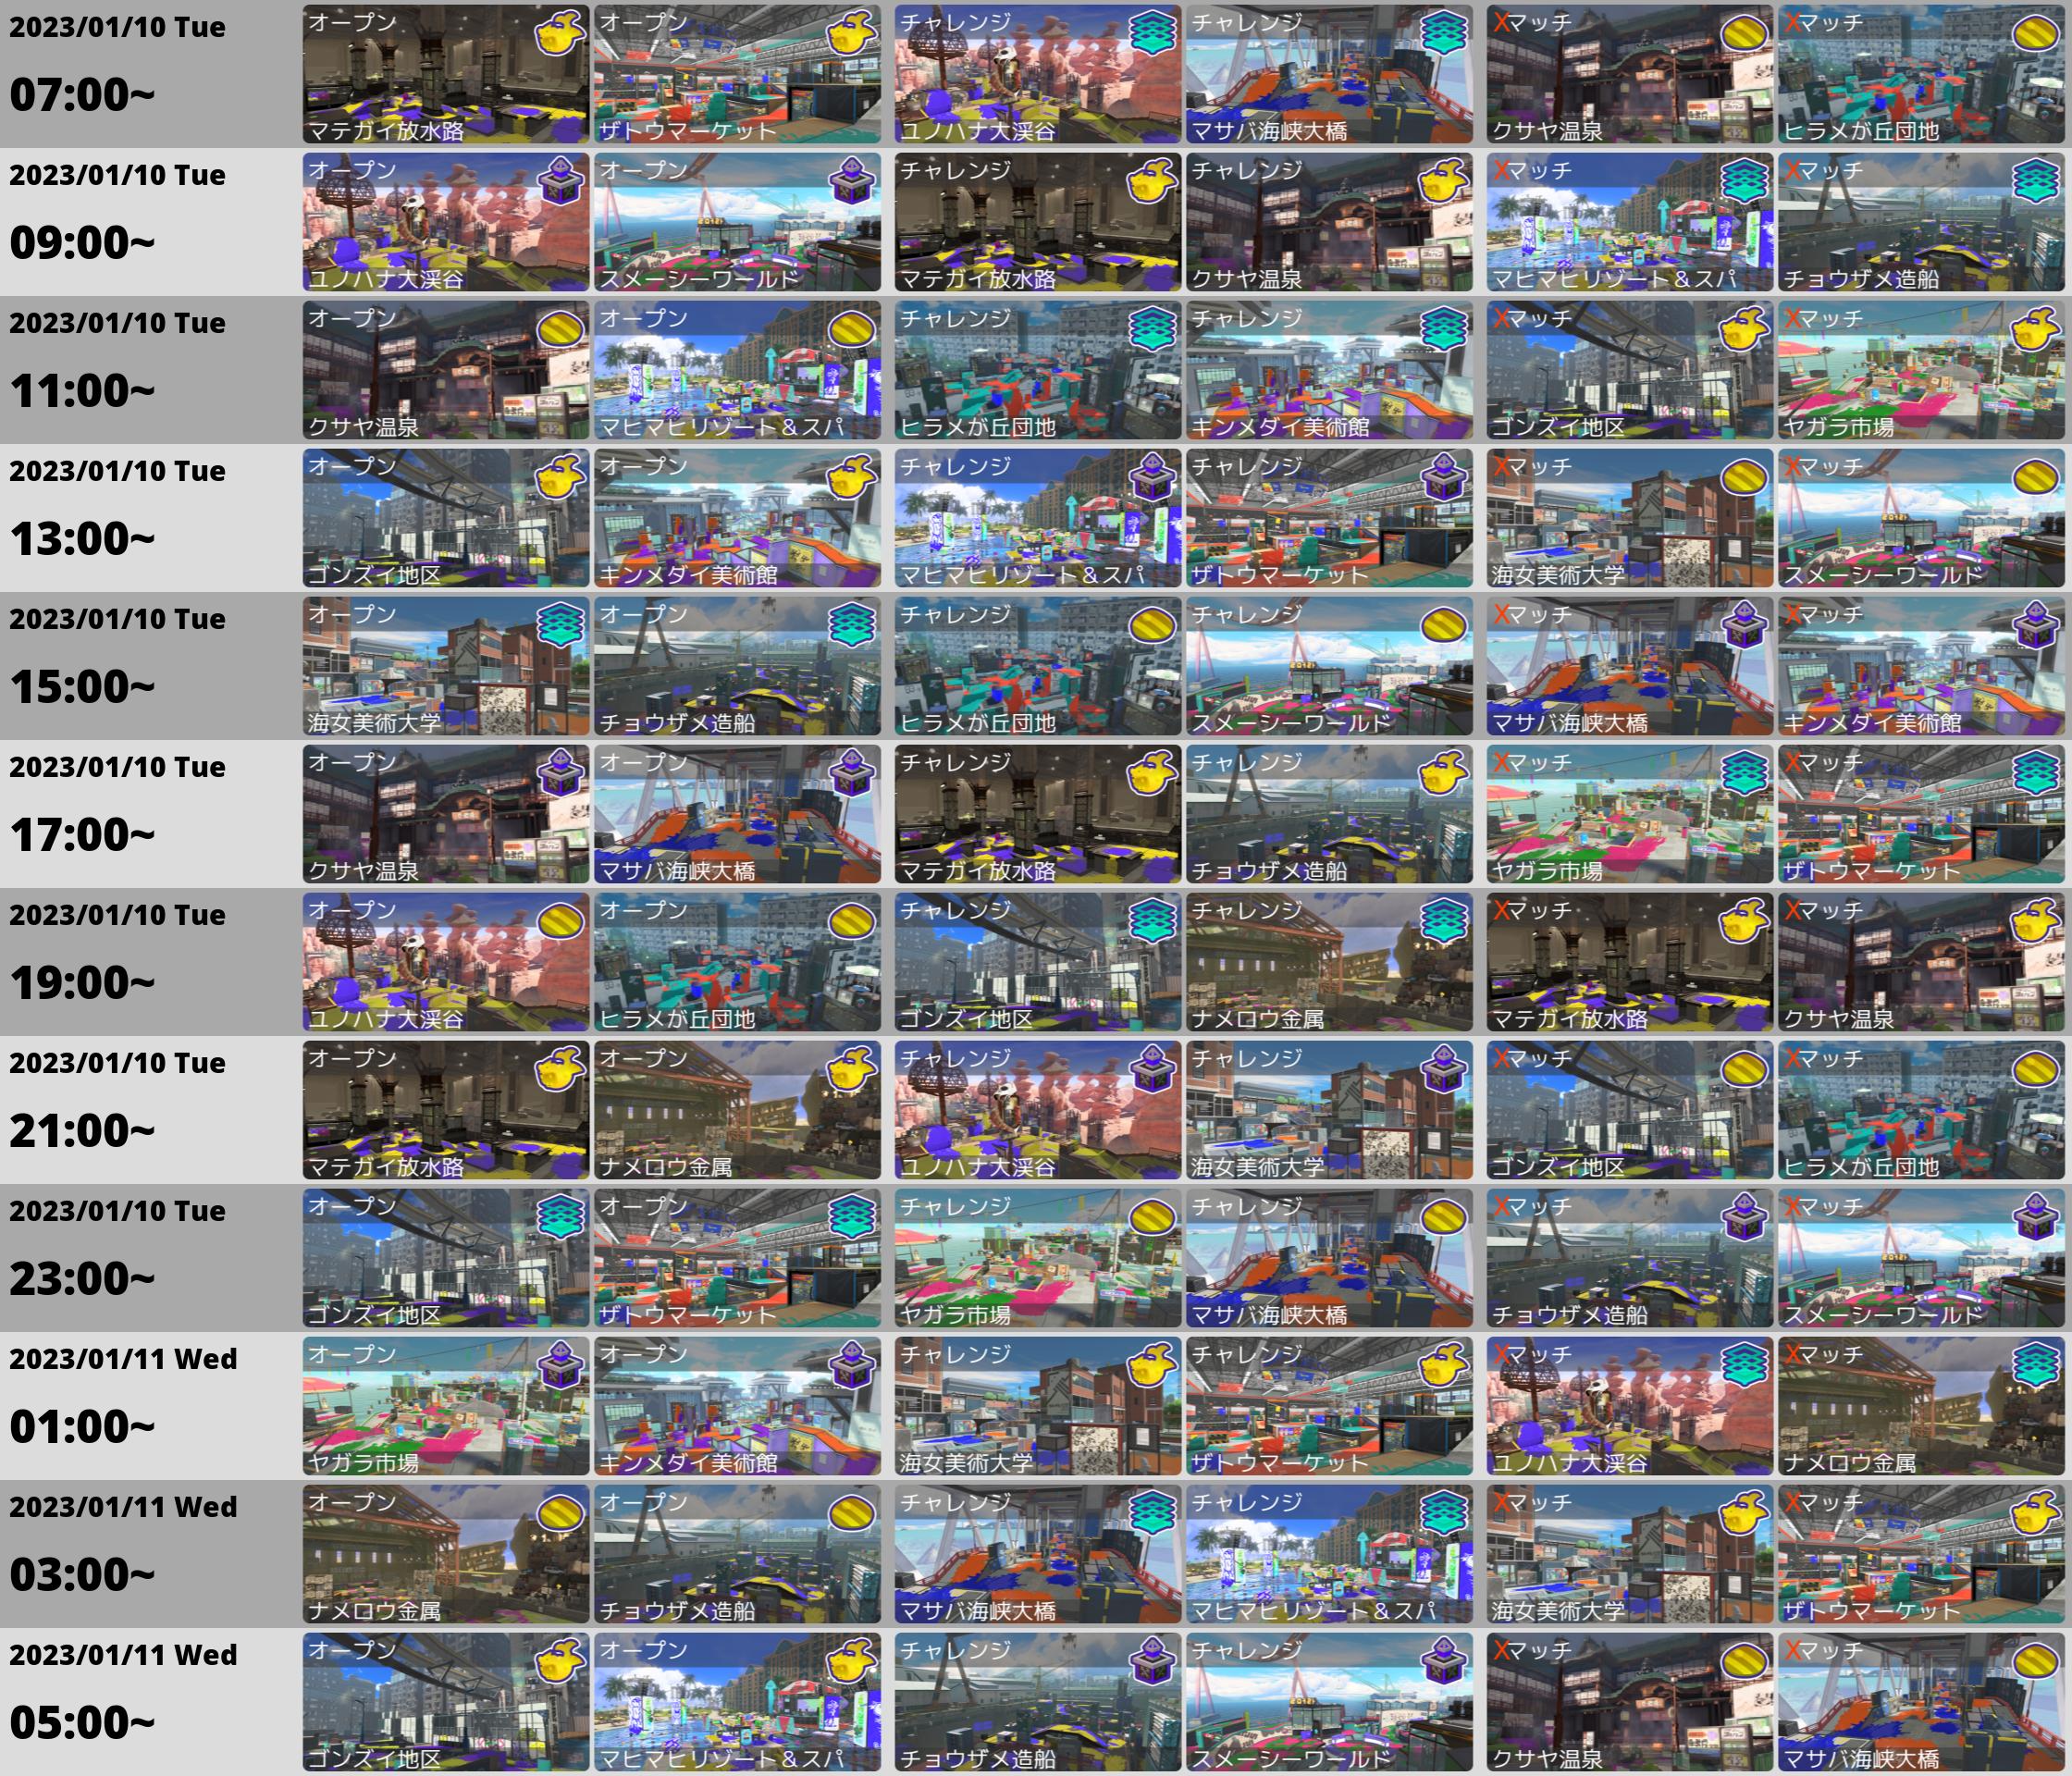 2023/01/10 Tue
07:00~
オープン
マテガイ放水路
オープン
ザトウマーケット
チャレンジ
ユノハナ大渓谷
チャレンジ
マサバ海峡大橋
Xマッチ
クサヤ温泉
Xマッチ
ヒラメが丘団地
2023/01/10 Tue
09:00~
オープン
ユノハナ大渓谷
オープン
スメーシーワールド
チャレンジ
マテガイ放水路
チャレンジ
クサヤ温泉
Xマッチ
マヒマヒリゾート＆スパ
Xマッチ
チョウザメ造船
2023/01/10 Tue
11:00~
オープン
クサヤ温泉
オープン
マヒマヒリゾート＆スパ
チャレンジ
ヒラメが丘団地
チャレンジ
キンメダイ美術館
Xマッチ
ゴンズイ地区
Xマッチ
ヤガラ市場
2023/01/10 Tue
13:00~
オープン
ゴンズイ地区
オープン
キンメダイ美術館
チャレンジ
マヒマヒリゾート＆スパ
チャレンジ
ザトウマーケット
Xマッチ
海女美術大学
Xマッチ
スメーシーワールド
2023/01/10 Tue
15:00~
オープン
海女美術大学
オープン
チョウザメ造船
チャレンジ
ヒラメが丘団地
チャレンジ
スメーシーワールド
Xマッチ
マサバ海峡大橋
Xマッチ
キンメダイ美術館
2023/01/10 Tue
17:00~
オープン
クサヤ温泉
オープン
マサバ海峡大橋
チャレンジ
マテガイ放水路
チャレンジ
チョウザメ造船
Xマッチ
ヤガラ市場
Xマッチ
ザトウマーケット
2023/01/10 Tue
19:00~
オープン
ユノハナ大渓谷
オープン
ヒラメが丘団地
チャレンジ
ゴンズイ地区
チャレンジ
ナメロウ金属
Xマッチ
マテガイ放水路
Xマッチ
クサヤ温泉
2023/01/10 Tue
21:00~
オープン
マテガイ放水路
オープン
ナメロウ金属
チャレンジ
ユノハナ大渓谷
チャレンジ
海女美術大学
Xマッチ
ゴンズイ地区
Xマッチ
ヒラメが丘団地
2023/01/10 Tue
23:00~
オープン
ゴンズイ地区
オープン
ザトウマーケット
チャレンジ
ヤガラ市場
チャレンジ
マサバ海峡大橋
Xマッチ
チョウザメ造船
Xマッチ
スメーシーワールド
2023/01/11 Wed
01:00~
オープン
ヤガラ市場
オープン
キンメダイ美術館
チャレンジ
海女美術大学
チャレンジ
ザトウマーケット
Xマッチ
ユノハナ大渓谷
Xマッチ
ナメロウ金属
2023/01/11 Wed
03:00~
オープン
ナメロウ金属
オープン
チョウザメ造船
チャレンジ
マサバ海峡大橋
チャレンジ
マヒマヒリゾート＆スパ
Xマッチ
海女美術大学
Xマッチ
ザトウマーケット
2023/01/11 Wed
05:00~
オープン
ゴンズイ地区
オープン
マヒマヒリゾート＆スパ
チャレンジ
チョウザメ造船
チャレンジ
スメーシーワールド
Xマッチ
クサヤ温泉
Xマッチ
マサバ海峡大橋